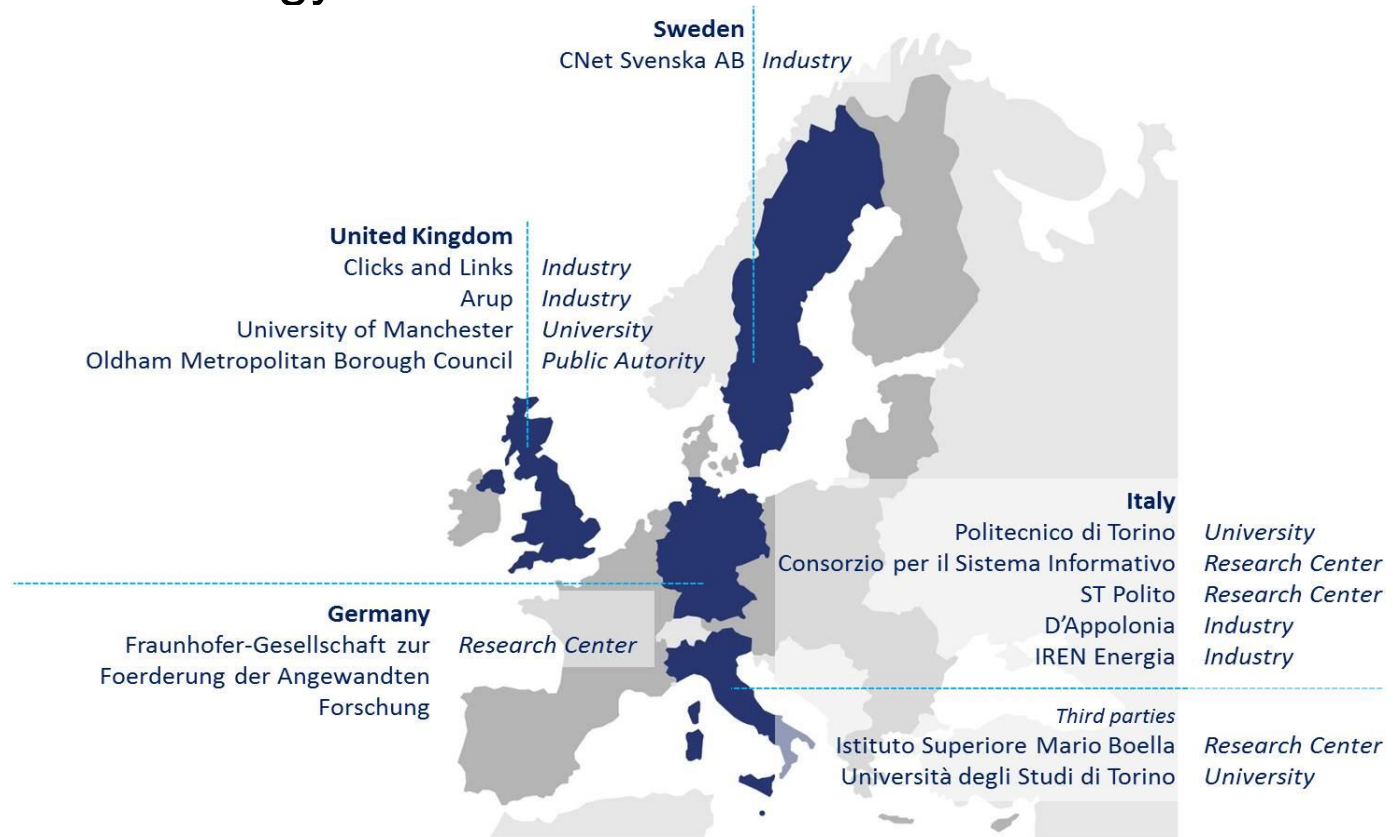 Sweden
CNet Svenska AB Industry
United Kingdom
Clicks and Links Industry
Arup Industry
University of Manchester University
Oldham Metropolitan Borough Council Public Autority
Germany
Fraunhofer-Gesellschaft zur Research Center
Foerderung der Angewandten
Forschung
Italy
Politecnico di Torino University
Consorzio per il Sistema Informativo Research Center
ST Polito Research Center
D’Appolonia Industry
IREN Energia Industry
Third parties
Istituto Superiore Mario Boella Research Center
Università degli Studi di Torino University